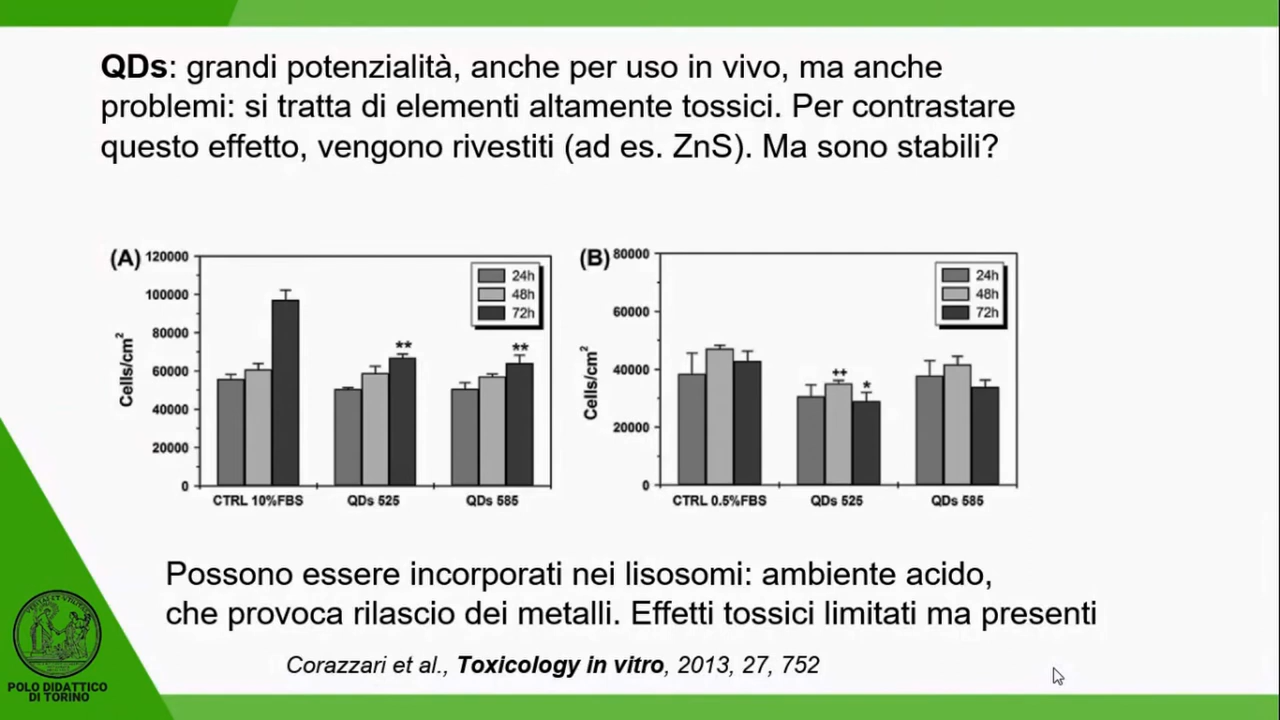 QDs: grandi potenzialità, anche per uso in vivo, ma anche
problemi: si tratta di elementi altamente tossici. Per contrastare
questo effetto, vengono rivestiti (ad es. ZnS). Ma sono stabili?
(A)
120000
100000
80000
60000
40000
20000
0
Cells/cm²
24h
48h
72h
**
**
CTRL 10%FBS
QDs 525
QDs 585
(B)
80000
60000
40000
20000
0
Cells/cm²
24h
48h
72h
++
*
CTRL 0.5%FBS
QDs 525
QDs 585
Possono essere incorporati nei lisosomi: ambiente acido,
che provoca rilascio dei metalli. Effetti tossici limitati ma presenti
Corazzari et al., Toxicology in vitro, 2013, 27, 752
POLO DIDATTICO
DI TORINO